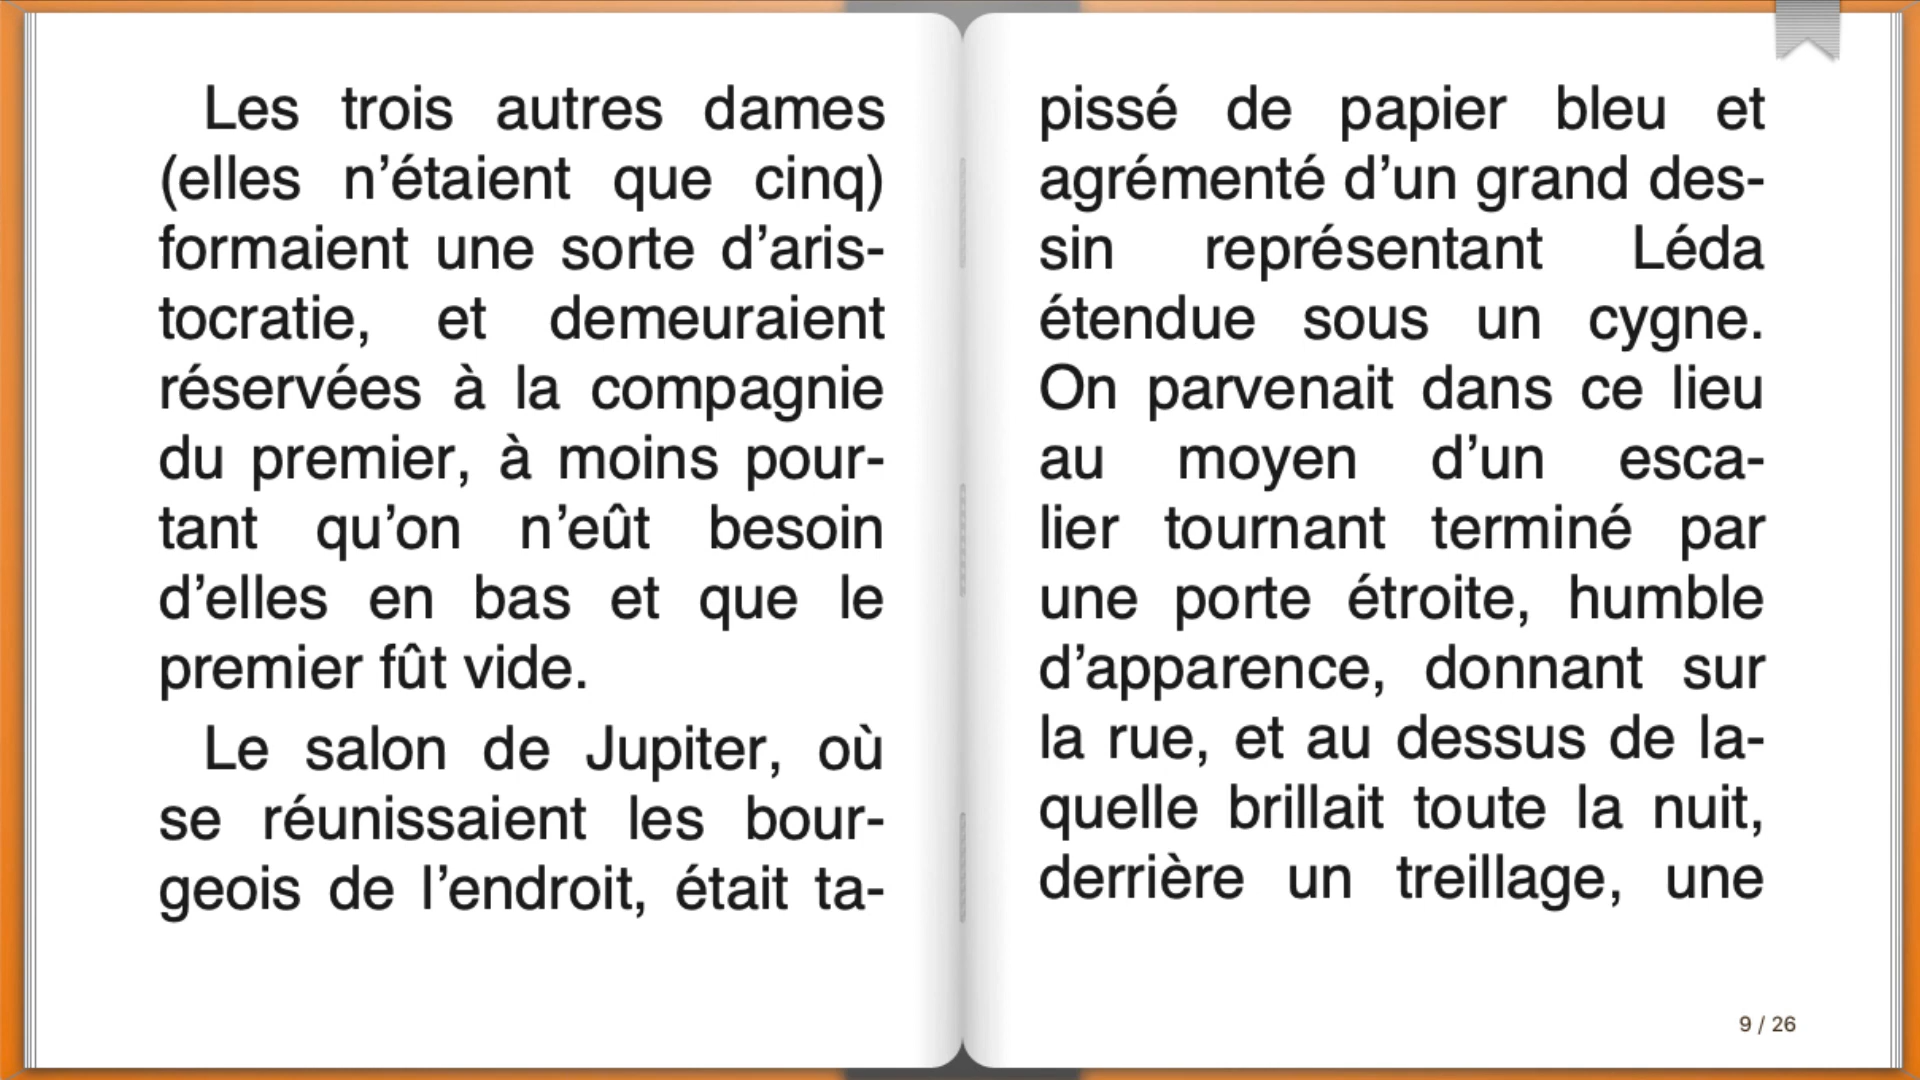 Les trois autres dames
(elles n’étaient que cinq)
formaient une sorte d’aris-
tocratie, et demeuraient
réservées à la compagnie
du premier, à moins pour-
tant qu’on n’eût besoin
d’elles en bas et que le
premier fût vide.
Le salon de Jupiter, où
se réunissaient les bour-
geois de l’endroit, était ta-
pissé de papier bleu et
agrémenté d’un grand des-
sin représentant Léda
étendue sous un cygne.
On parvenait dans ce lieu
au moyen d’un esca-
lier tournant terminé par
une porte étroite, humble
d’apparence, donnant sur
la rue, et au dessus de la-
quelle brillait toute la nuit,
derrière un treillage, une
9 / 26